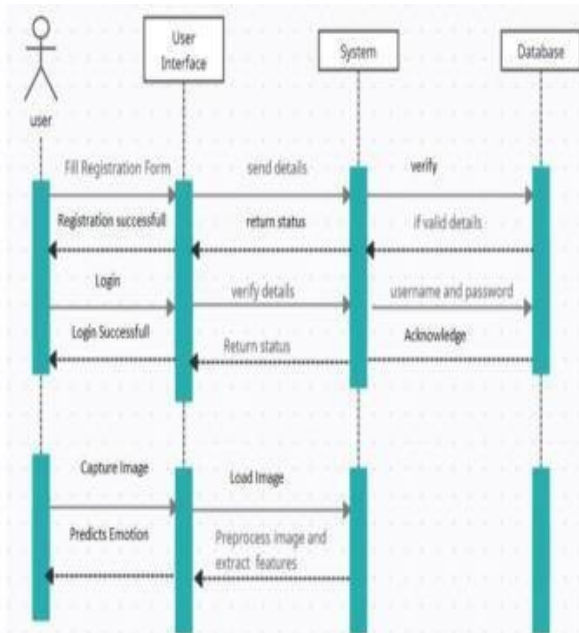 User
Interface
System
Database
user
Fill Registration Form
send details
verify
Registration successfull
return status
if valid details
Login
verify details
username and password
Login Successfull
Return status
Acknowledge
Capture Image
Load Image
Predicts Emotion
Preprocess image and
extract features